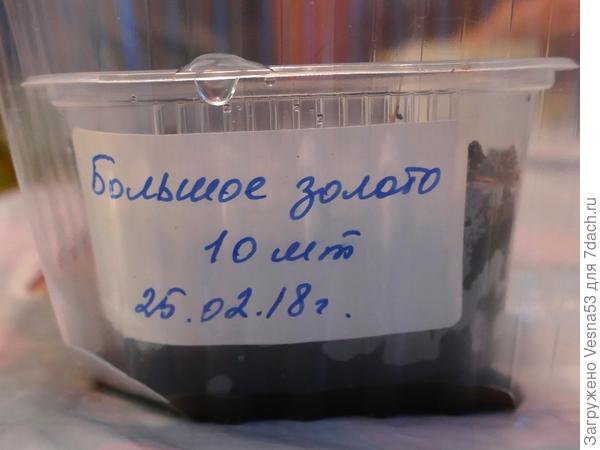 Большое золото
10 шт
25.02.18г.
Загружено Vesna53 для 7dach.ru